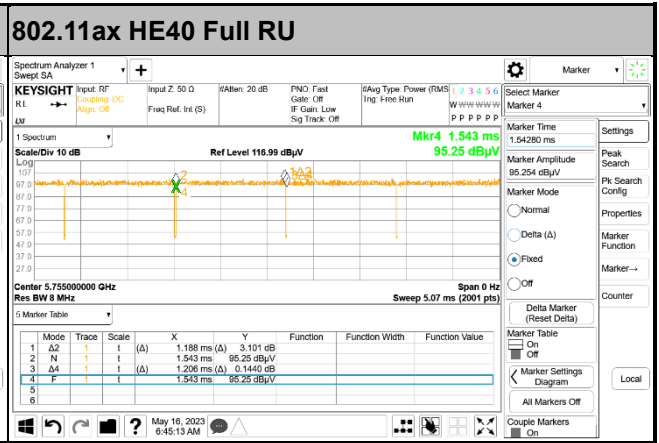 802.11ax HE40 Full RU
Spectrum Analyzer 1
Swept SA
Marker
KEYSIGHT Input: RF Input Z: 50 Ω #Atten: 20 dB PNO: Fast #Avg Type: Power (RMS 1 2 3 4 5 6
RL Coupling: DC Gate: Off Trig: Free Run
Align: Off Freq Ref: Int (S) IF Gain: Low W W W W W W
LXI Sig Track: Off P P P P P P
Select Marker
Marker 4
1 Spectrum
Mkr4 1.543 ms
Scale/Div 10 dB Ref Level 116.99 dBµV 95.25 dBµV
Log
107
97.0
87.0
77.0
67.0
57.0
47.0
37.0
27.0
2
4
Center 5.755000000 GHz Span 0 Hz
Res BW 8 MHz Sweep 5.07 ms (2001 pts)
5 Marker Table
Mode Trace Scale X Y Function Function Width Function Value
1 Δ2 1 t (Δ) 1.188 ms (Δ) 3.101 dB
2 N 1 t 1.543 ms 95.25 dBµV
3 Δ4 1 t (Δ) 1.206 ms (Δ) 0.1440 dB
4 F 1 t 1.543 ms 95.25 dBµV
5
6
Marker Time
1.54280 ms
Marker Amplitude
95.254 dBµV
Marker Mode
Normal
Delta (Δ)
Fixed
Off
Delta Marker
(Reset Delta)
Marker Table
On
Off
Marker Settings
Diagram
All Markers Off
Couple Markers
On
Settings
Peak
Search
Pk Search
Config
Properties
Marker
Function
Marker→
Counter
Local
? May 16, 2023
6:45:13 AM